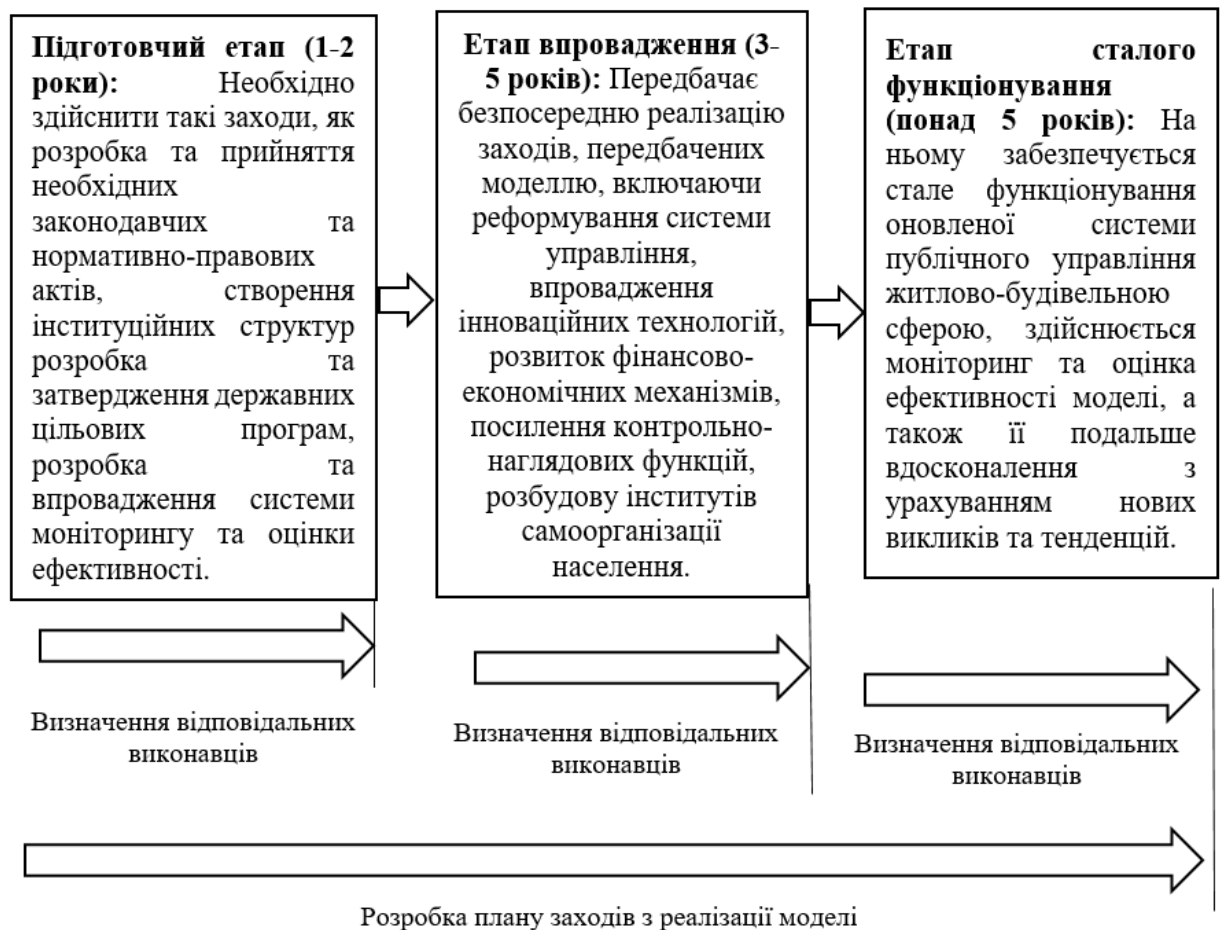 Підготовчий етап (1-2
роки): Необхідно
здійснити такі заходи, як
розробка та прийняття
необхідних
законодавчих та
нормативно-правових
актів, створення
інституційних структур
розробка та
затвердження державних
цільових програм,
розробка та
впровадження системи
моніторингу та оцінки
ефективності.
Етап впровадження (3-
5 років): Передбачає
безпосередню реалізацію
заходів, передбачених
моделлю, включаючи
реформування системи
управління,
впровадження
інноваційних технологій,
розвиток фінансово-
економічних механізмів,
посилення контрольно-
наглядових функцій,
розбудову інститутів
самоорганізації
населення.
Етап сталого
функціонування
(понад 5 років): На
ньому забезпечується
стале функціонування
оновленої системи
публічного управління
житлово-будівельною
сферою, здійснюється
моніторинг та оцінка
ефективності моделі, а
також її подальше
вдосконалення з
урахуванням нових
викликів та тенденцій.
Визначення відповідальних
виконавців
Визначення відповідальних
виконавців
Визначення відповідальних
виконавців
Розробка плану заходів з реалізації моделі